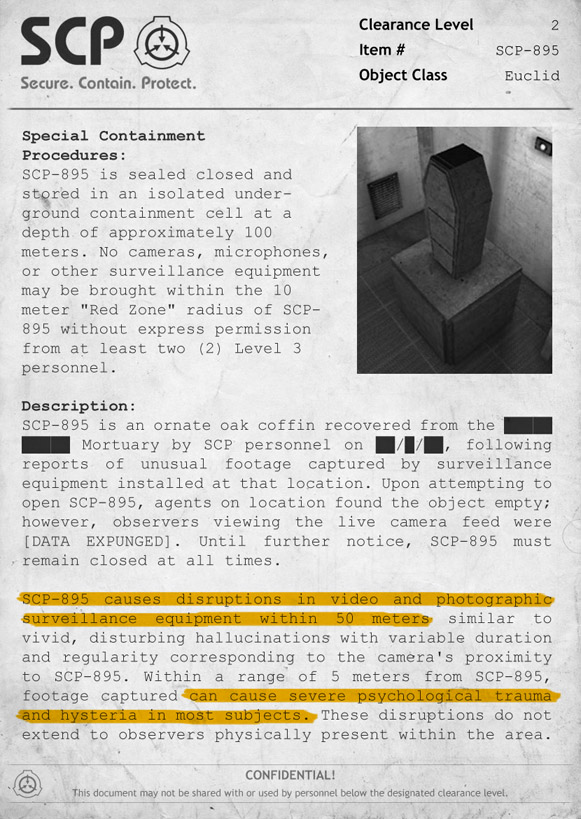 SCP
Secure. Contain. Protect.
Clearance Level 2
Item # SCP-895
Object Class Euclid
Special Containment
Procedures:
SCP-895 is sealed closed and
stored in an isolated under-
ground containment cell at a
depth of approximately 100
meters. No cameras, microphones,
or other surveillance equipment
may be brought within the 10
meter "Red Zone" radius of SCP-
895 without express permission
from at least two (2) Level 3
personnel.
Description:
SCP-895 is an ornate oak coffin recovered from the ████
████ Mortuary by SCP personnel on ██/█/██, following
reports of unusual footage captured by surveillance
equipment installed at that location. Upon attempting to
open SCP-895, agents on location found the object empty;
however, observers viewing the live camera feed were
[DATA EXPUNGED]. Until further notice, SCP-895 must
remain closed at all times.
SCP-895 causes disruptions in video and photographic
surveillance equipment within 50 meters similar to
vivid, disturbing hallucinations with variable duration
and regularity corresponding to the camera's proximity
to SCP-895. Within a range of 5 meters from SCP-895,
footage captured can cause severe psychological trauma
and hysteria in most subjects. These disruptions do not
extend to observers physically present within the area.
CONFIDENTIAL!
This document may not be shared with or used by personnel below the designated clearance level.